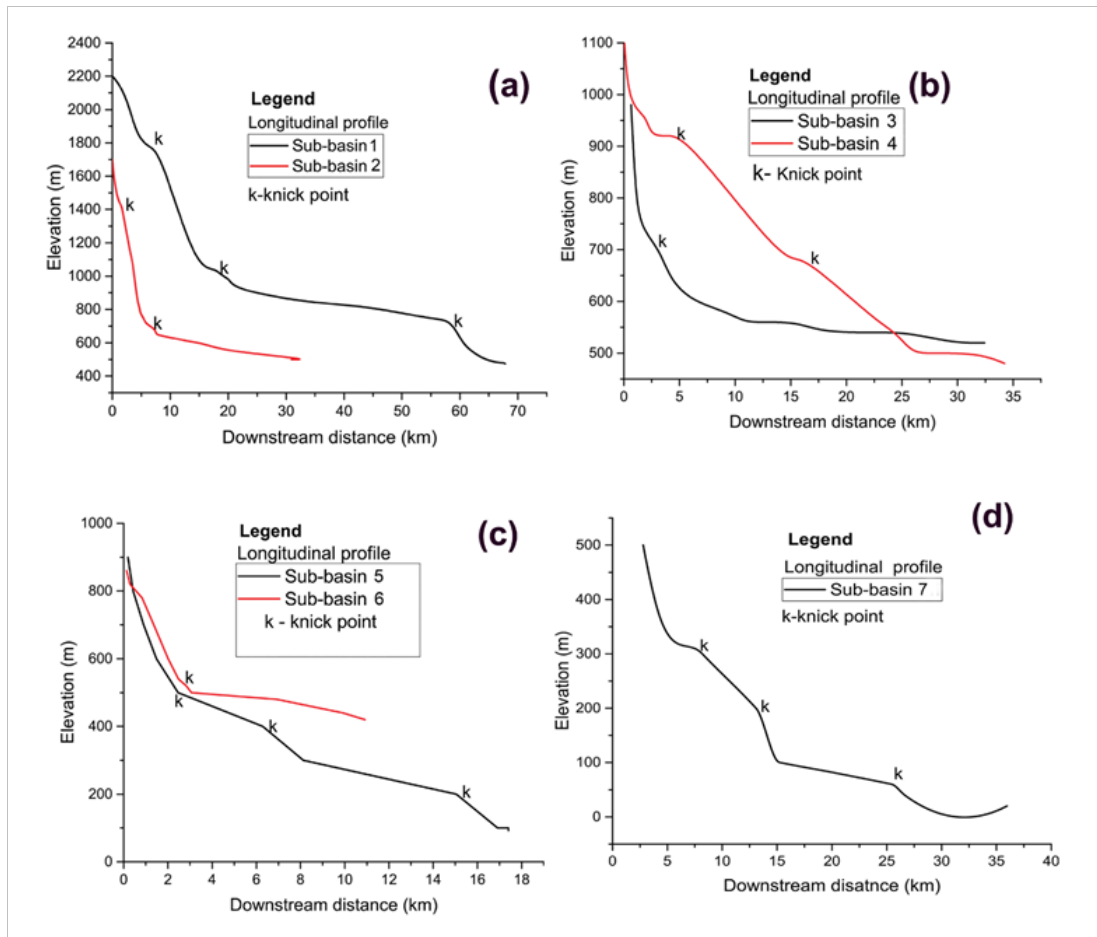 (a)
2400
2200
2000
1800
1600
1400
1200
1000
800
600
400
Elevation (m)
Legend
Longitudinal profile
Sub-basin 1
Sub-basin 2
k-knick point
k
k
k
k
k
0 10 20 30 40 50 60 70
Downstream distance (km)
(b)
1100
1000
900
800
700
600
500
Elevation (m)
Legend
Longitudinal profile
Sub-basin 3
Sub-basin 4
k- Knick point
k
k
k
0 5 10 15 20 25 30 35
Downstream distance (km)
(c)
1000
800
600
400
200
0
Elevation (m)
Legend
Longitudinal profile
Sub-basin 5
Sub-basin 6
k - knick point
k
k
k
k
0 2 4 6 8 10 12 14 16 18
Downstream distance (km)
(d)
500
400
300
200
100
0
Elevation (m)
Legend
Longitudinal profile
Sub-basin 7
k-knick point
k
k
k
0 5 10 15 20 25 30 35 40
Downstream disatnce (km)